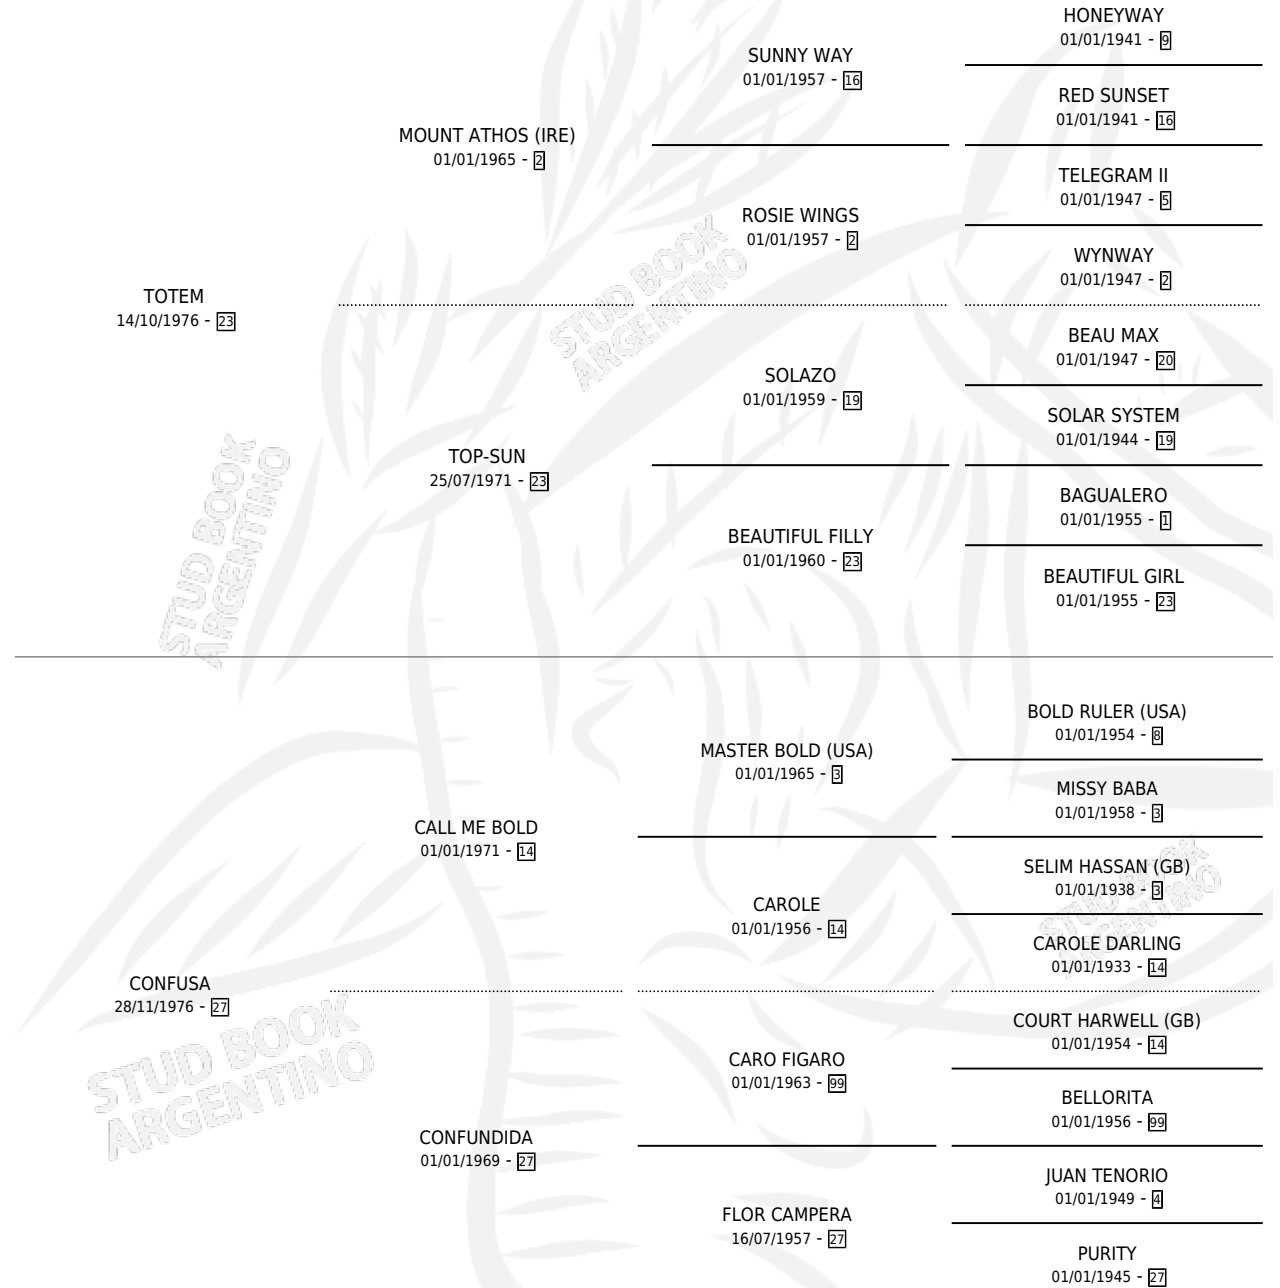 HONEYWAY
01/01/1941 - 9
SUNNY WAY
01/01/1957 - 16
RED SUNSET
01/01/1941 - 16
MOUNT ATHOS (IRE)
01/01/1965 - 2
TELEGRAM II
01/01/1947 - 5
ROSIE WINGS
01/01/1957 - 2
WYNWAY
01/01/1947 - 2
TOTEM
14/10/1976 - 23
STUD BOOK
ARGENTINO
BEAU MAX
01/01/1947 - 20
SOLAZO
01/01/1959 - 19
SOLAR SYSTEM
01/01/1944 - 19
TOP-SUN
25/07/1971 - 23
BAGUALERO
01/01/1955 - 1
BEAUTIFUL FILLY
01/01/1960 - 23
BEAUTIFUL GIRL
01/01/1955 - 23
STUD BOOK
ARGENTINO
BOLD RULER (USA)
01/01/1954 - 8
MASTER BOLD (USA)
01/01/1965 - 3
MISSY BABA
01/01/1958 - 3
CALL ME BOLD
01/01/1971 - 14
SELIM HASSAN (GB)
01/01/1938 - 3
CAROLE
01/01/1956 - 14
CAROLE DARLING
01/01/1933 - 14
STUD BOOK
ARGENTINO
CONFUSA
28/11/1976 - 27
STUD BOOK
ARGENTINO
COURT HARWELL (GB)
01/01/1954 - 14
CARO FIGARO
01/01/1963 - 99
BELLORITA
01/01/1956 - 99
CONFUNDIDA
01/01/1969 - 27
JUAN TENORIO
01/01/1949 - 4
FLOR CAMPERA
16/07/1957 - 27
PURITY
01/01/1945 - 27